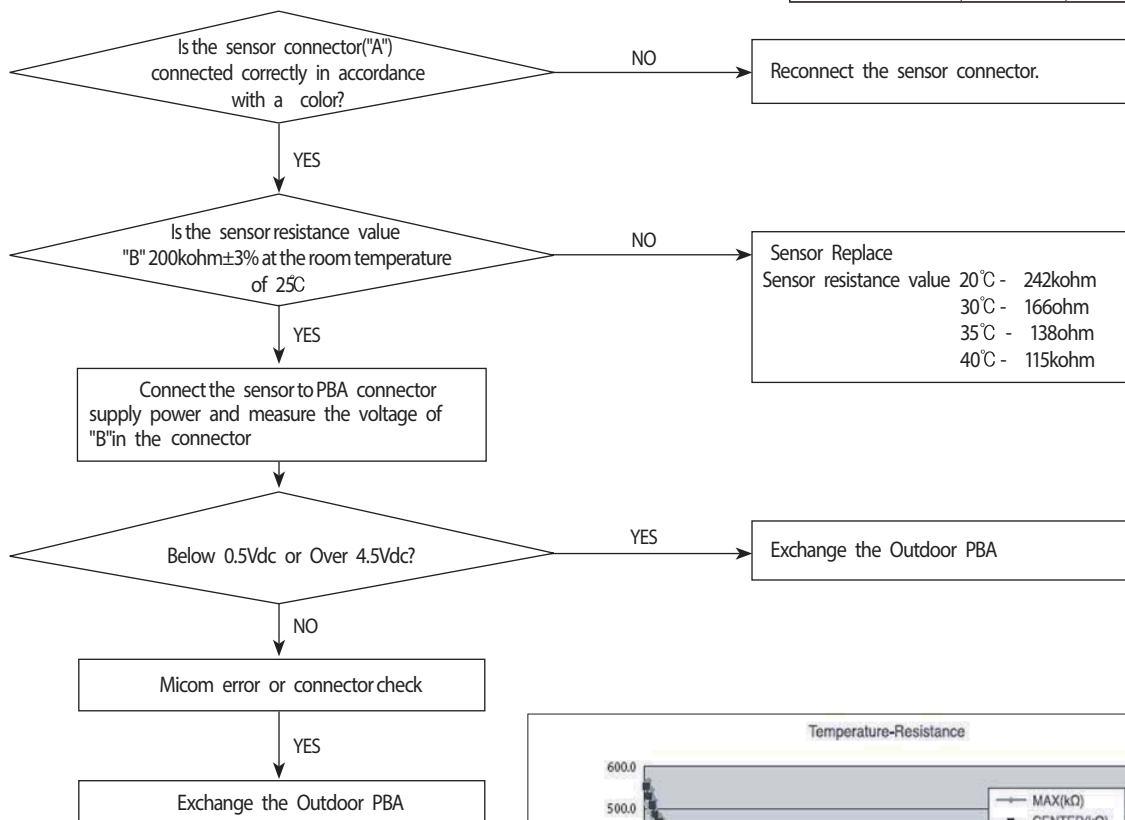 Is the sensor connector("A")
connected correctly in accordance
with a color?
NO
Reconnect the sensor connector.
YES
Is the sensor resistance value
"B" 200kohm±3% at the room temperature
of 25℃
NO
Sensor Replace
Sensor resistance value 20℃ - 242kohm
30℃ - 166ohm
35℃ - 138ohm
40℃ - 115kohm
YES
Connect the sensor to PBA connector
supply power and measure the voltage of
"B"in the connector
Below 0.5Vdc or Over 4.5Vdc?
YES
Exchange the Outdoor PBA
NO
Micom error or connector check
YES
Exchange the Outdoor PBA
Temperature-Resistance
600.0
500.0
MAX(kΩ)
CENTER(kΩ)